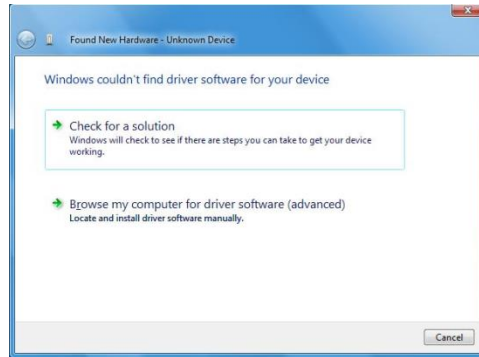 Found New Hardware - Unknown Device
Windows couldn't find driver software for your device
Check for a solution
Windows will check to see if there are steps you can take to get your device
working.
Browse my computer for driver software (advanced)
Locate and install driver software manually.
Cancel